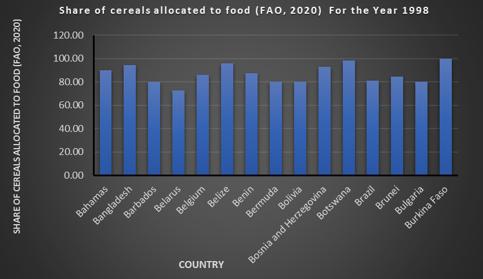 Share of cereals allocated to food (FAO, 2020)  For the Year 1998
SHARE OF CEREALS ALLOCATED TO FOOD (FAO, 2020)
120.00
100.00
80.00
60.00
40.00
20.00
0.00
Bahamas
Bangladesh
Barbados
Belarus
Belgium
Belize
Benin
Bermuda
Bolivia
Bosnia and Herzegovina
Botswana
Brazil
Brunei
Bulgaria
Burkina Faso
COUNTRY